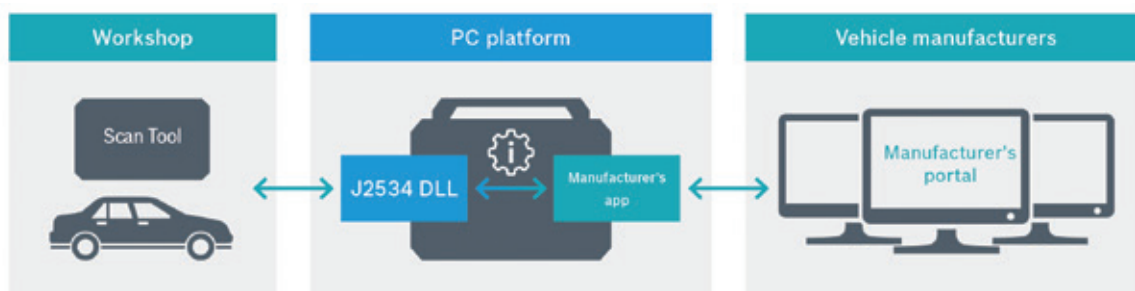 Workshop
PC platform
Vehicle manufacturers
Scan Tool
J2534 DLL
i
Manufacturer's
app
Manufacturer's
portal